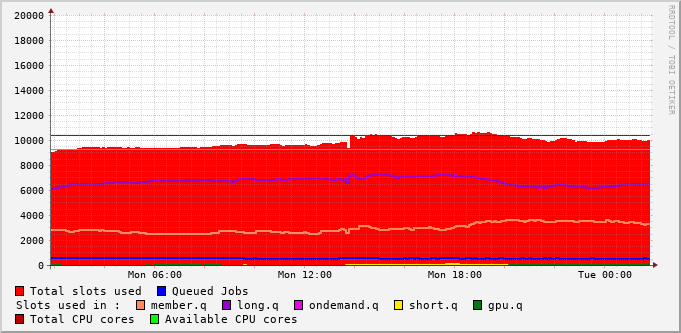 RRDTOOL / TOBI OETIKER
20000
18000
16000
14000
12000
10000
8000
6000
4000
2000
0
Mon 06:00 Mon 12:00 Mon 18:00 Tue 00:00
Total slots used Queued Jobs
Slots used in : member.q long.q ondemand.q short.q gpu.q
Total CPU cores Available CPU cores